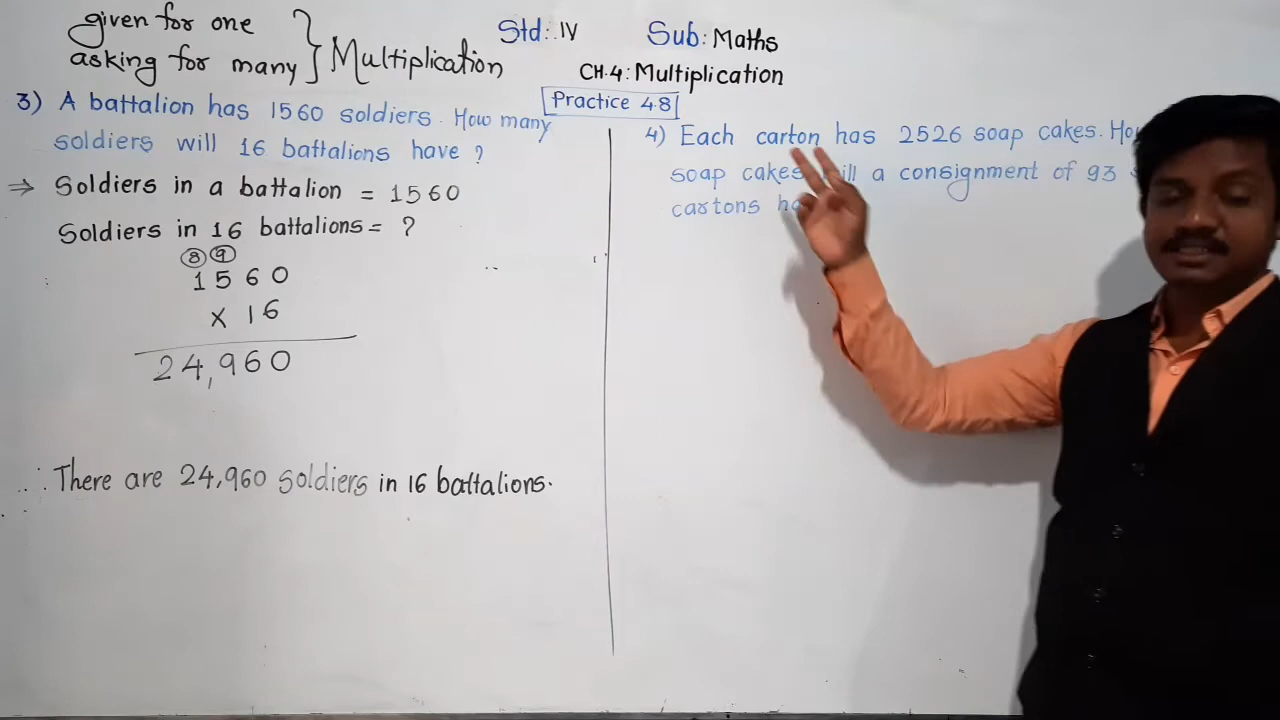 given for one
asking for many } Multiplication
Std: IV Sub: Maths
CH.4: Multiplication
Practice 4.8
3) A battalion has 1560 soldiers. How many
soldiers will 16 battalions have ?
⇒ Soldiers in a battalion = 1560
Soldiers in 16 battalions = ?
8 9
1560
× 16
24,960
∴ There are 24,960 soldiers in 16 battalions.
4) Each carton has 2526 soap cakes.
soap cakes a consignment of 93
cartons